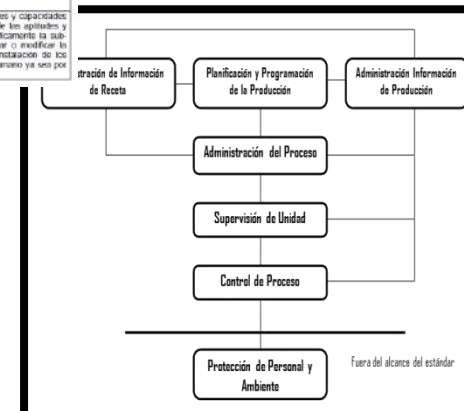 es y capacidades
de los aptitudes y
ficamente la sub-
ar o modificar la
nstalación de los
umano ya sea por
stración de Información
de Receta
Planificación y Programación
de la Producción
Administración Información
de Producción
Administración del Proceso
Supervisión de Unidad
Control de Proceso
Protección de Personal y
Ambiente
Fuera del alcance del estándar